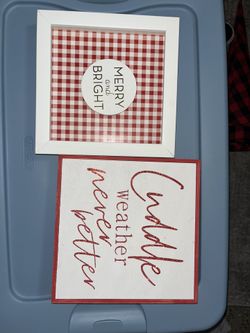 MERRY
and
BRIGHT
Cuddle
Weather
never
better